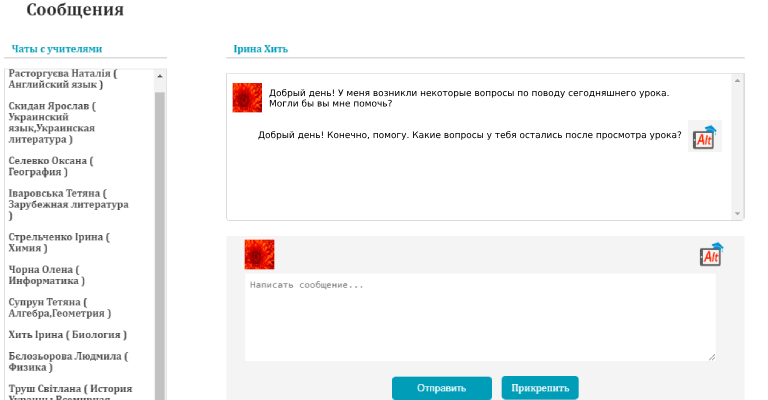 Сообщения
Чаты с учителями
Расторгуєва Наталія (
Английский язык )
Скидан Ярослав (
Украинский
язык,Украинская
литература )
Селевко Оксана (
География )
Іваровська Тетяна (
Зарубежная литература
)
Стрельченко Ірина (
Химия )
Чорна Олена (
Информатика )
Супрун Тетяна (
Алгебра,Геометрия )
Хить Ірина ( Биология )
Бєлозьорова Людмила (
Физика )
Труш Світлана ( История
Украины,Всемирная
Ірина Хить
Добрый день! У меня возникли некоторые вопросы по поводу сегодняшнего урока.
Могли бы вы мне помочь?
Добрый день! Конечно, помогу. Какие вопросы у тебя остались после просмотра урока?
Alt
Alt
Написать сообщение...
Отправить
Прикрепить